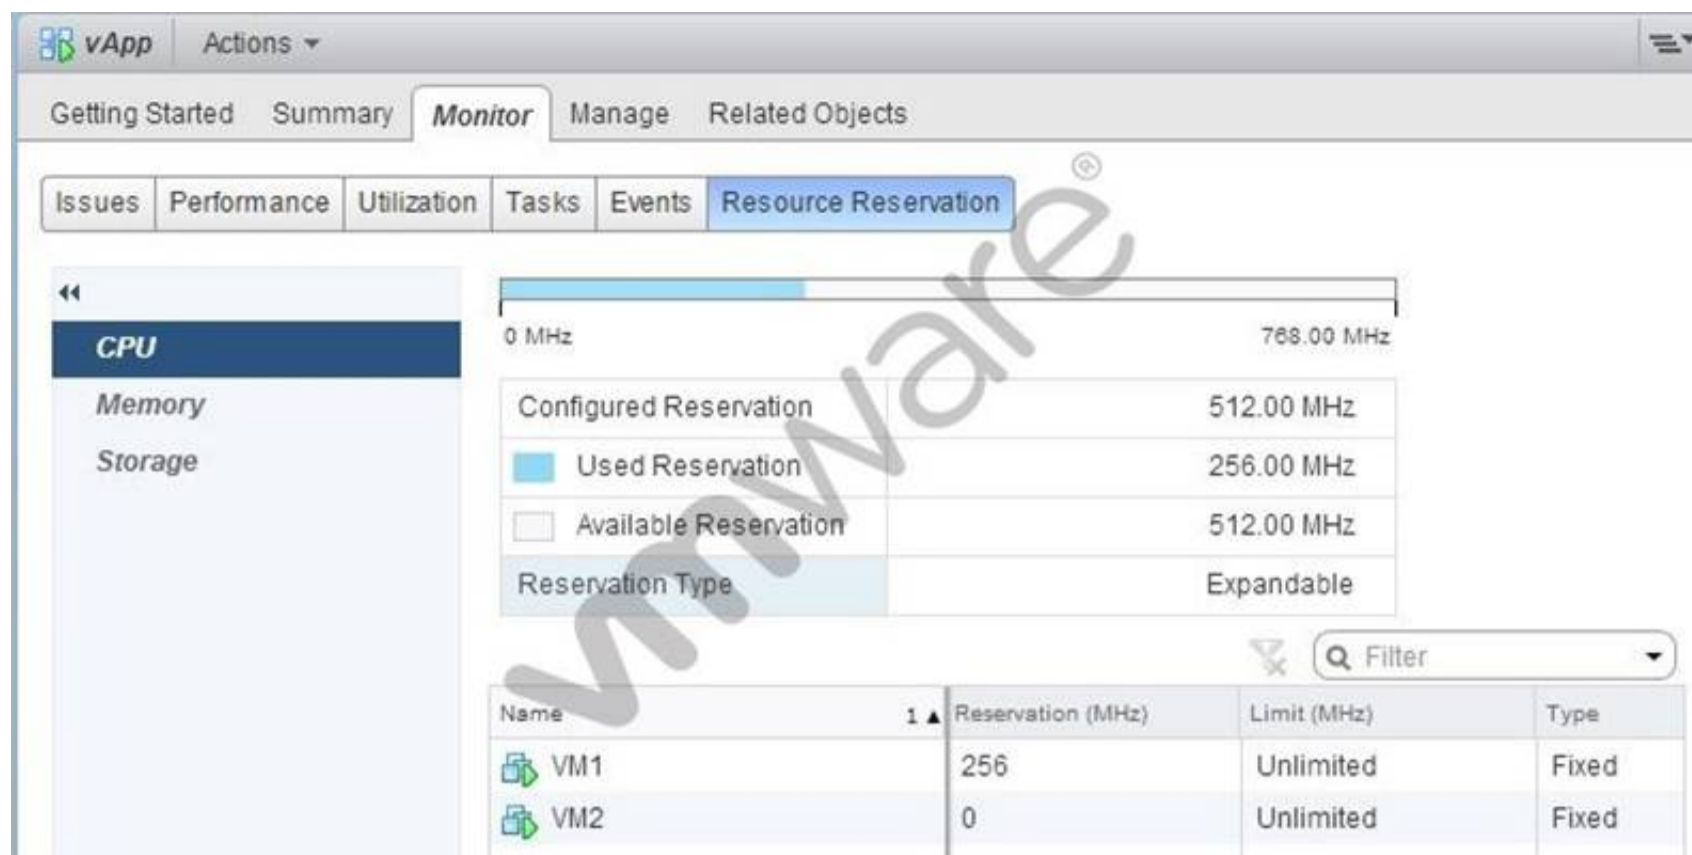 vApp Actions
Getting Started Summary Monitor Manage Related Objects
Issues Performance Utilization Tasks Events Resource Reservation
CPU
Memory
Storage
0 MHz 768.00 MHz
Configured Reservation 512.00 MHz
Used Reservation 256.00 MHz
Available Reservation 512.00 MHz
Reservation Type Expandable
Filter
Name 1 ▲ Reservation (MHz) Limit (MHz) Type
VM1 256 Unlimited Fixed
VM2 0 Unlimited Fixed
vmware®